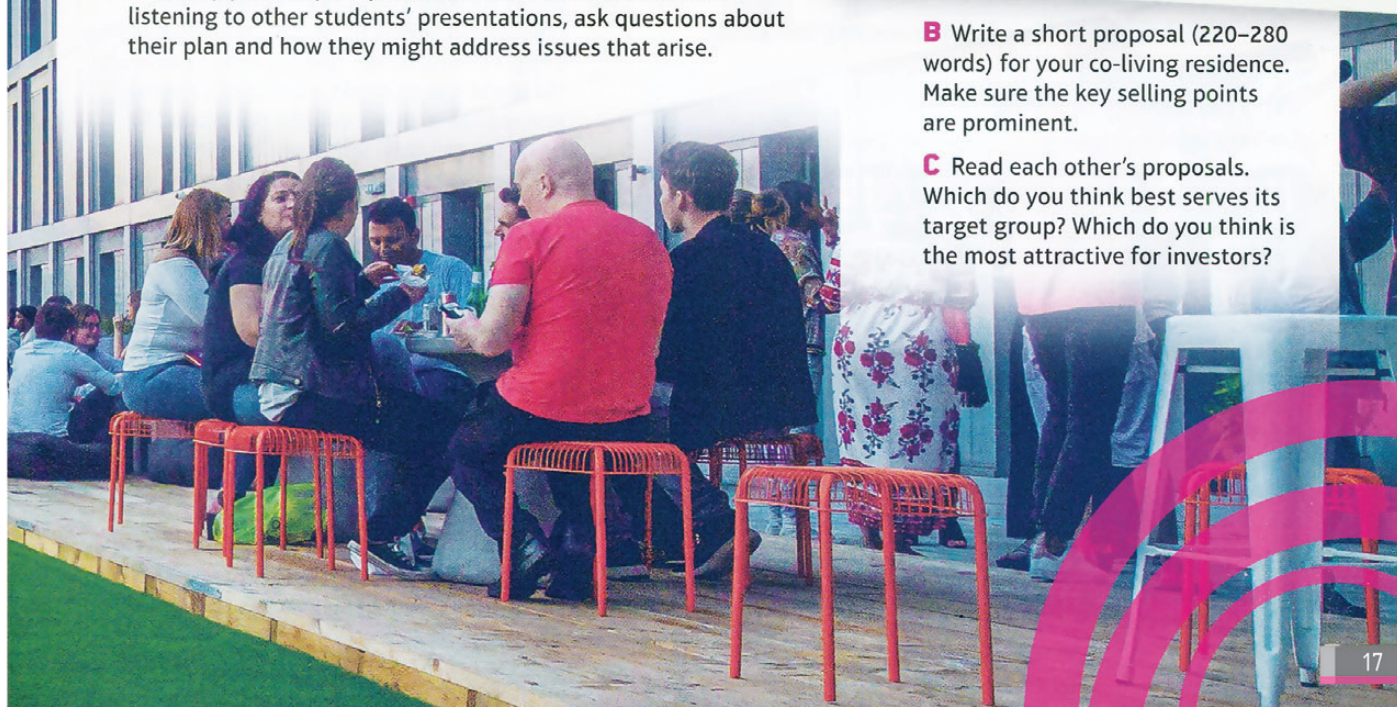 listening to other students’ presentations, ask questions about
their plan and how they might address issues that arise.
B Write a short proposal (220–280
words) for your co-living residence.
Make sure the key selling points
are prominent.
C Read each other’s proposals.
Which do you think best serves its
target group? Which do you think is
the most attractive for investors?
17